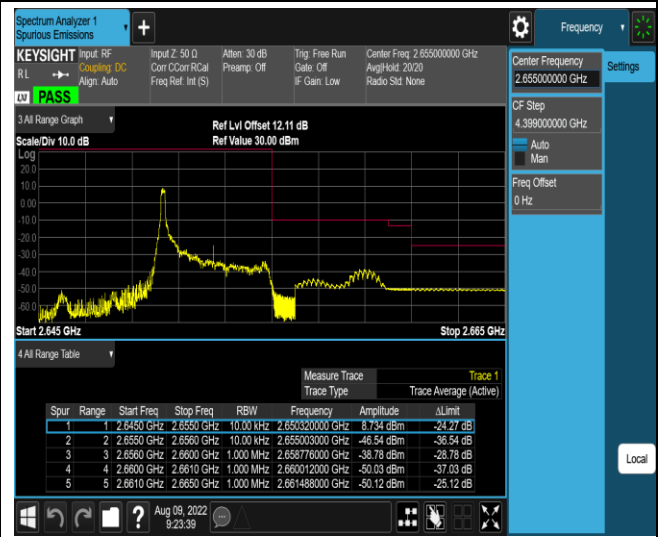 Spectrum Analyzer 1
Spurious Emissions
+
Frequency
KEYSIGHT
Input: RF
Coupling: DC
Align: Auto
Input Z: 50 Ω
Corr CCorr RCal
Freq Ref: Int (S)
Atten: 30 dB
Preamp: Off
Trig: Free Run
Gate: Off
IF Gain: Low
Center Freq: 2.655000000 GHz
Avg|Hold: 20/20
Radio Std: None
R L
LXI PASS
Center Frequency
2.655000000 GHz
Settings
CF Step
4.399000000 GHz
Auto
Man
Freq Offset
0 Hz
3 All Range Graph
Ref Lvl Offset 12.11 dB
Scale/Div 10.0 dB
Ref Value 30.00 dBm
Log
20.0
10.0
0.00
-10.0
-20.0
-30.0
-40.0
-50.0
-60.0
Start 2.645 GHz
Stop 2.665 GHz
4 All Range Table
Measure Trace Trace 1
Trace Type Trace Average (Active)
Spur Range Start Freq Stop Freq RBW Frequency Amplitude ΔLimit
1 1 2.6450 GHz 2.6550 GHz 10.00 kHz 2.650320000 GHz 8.734 dBm -24.27 dB
2 2 2.6550 GHz 2.6560 GHz 10.00 kHz 2.655003000 GHz -46.54 dBm -36.54 dB
3 3 2.6560 GHz 2.6600 GHz 1.000 MHz 2.658776000 GHz -38.78 dBm -28.78 dB
4 4 2.6600 GHz 2.6610 GHz 1.000 MHz 2.660012000 GHz -50.03 dBm -37.03 dB
5 5 2.6610 GHz 2.6650 GHz 1.000 MHz 2.661488000 GHz -50.12 dBm -25.12 dB
Local
?
Aug 09, 2022
9:23:39